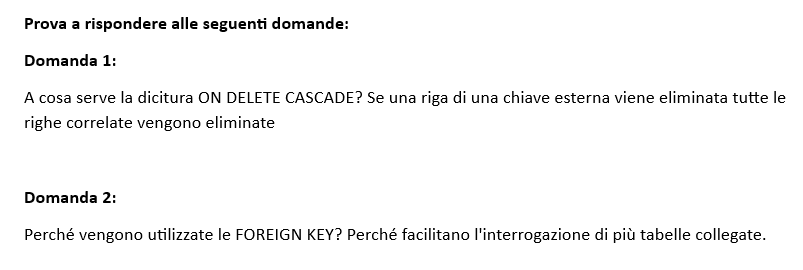 Prova a rispondere alle seguenti domande:
Domanda 1:
A cosa serve la dicitura ON DELETE CASCADE? Se una riga di una chiave esterna viene eliminata tutte le
righe correlate vengono eliminate
Domanda 2:
Perché vengono utilizzate le FOREIGN KEY? Perché facilitano l'interrogazione di più tabelle collegate.